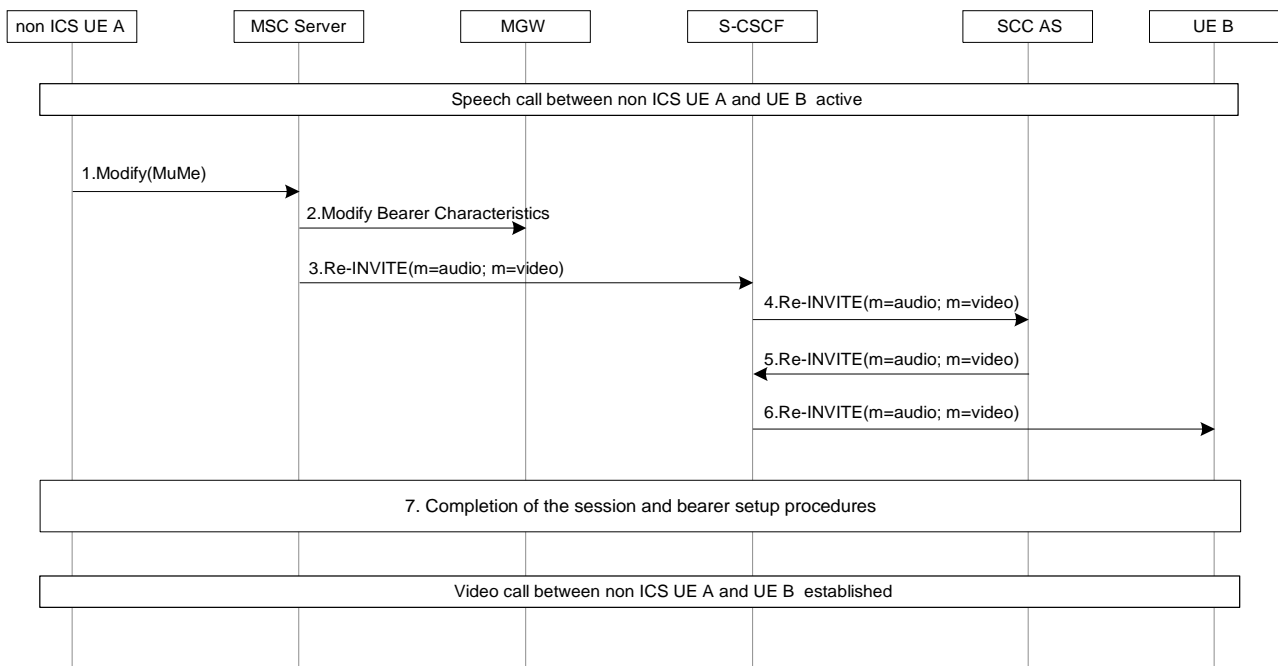 non ICS UE A
MSC Server
MGW
S-CSCF
SCC AS
UE B
Speech call between non ICS UE A and UE B active
1.Modify(MuMe)
2.Modify Bearer Characteristics
3.Re-INVITE(m=audio; m=video)
4.Re-INVITE(m=audio; m=video)
5.Re-INVITE(m=audio; m=video)
6.Re-INVITE(m=audio; m=video)
7. Completion of the session and bearer setup procedures
Video call between non ICS UE A and UE B established